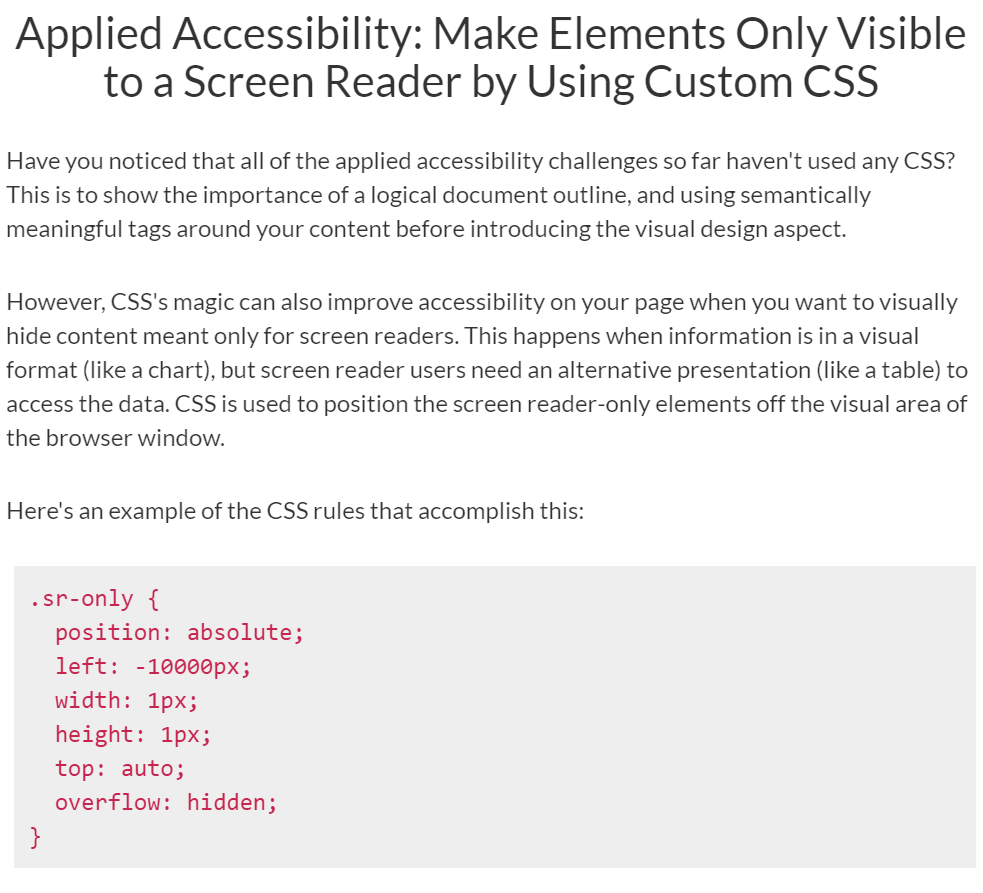 Applied Accessibility: Make Elements Only Visible
to a Screen Reader by Using Custom CSS
Have you noticed that all of the applied accessibility challenges so far haven't used any CSS?
This is to show the importance of a logical document outline, and using semantically
meaningful tags around your content before introducing the visual design aspect.
However, CSS's magic can also improve accessibility on your page when you want to visually
hide content meant only for screen readers. This happens when information is in a visual
format (like a chart), but screen reader users need an alternative presentation (like a table) to
access the data. CSS is used to position the screen reader-only elements off the visual area of
the browser window.
Here's an example of the CSS rules that accomplish this:
.sr-only {
  position: absolute;
  left: -10000px;
  width: 1px;
  height: 1px;
  top: auto;
  overflow: hidden;
}